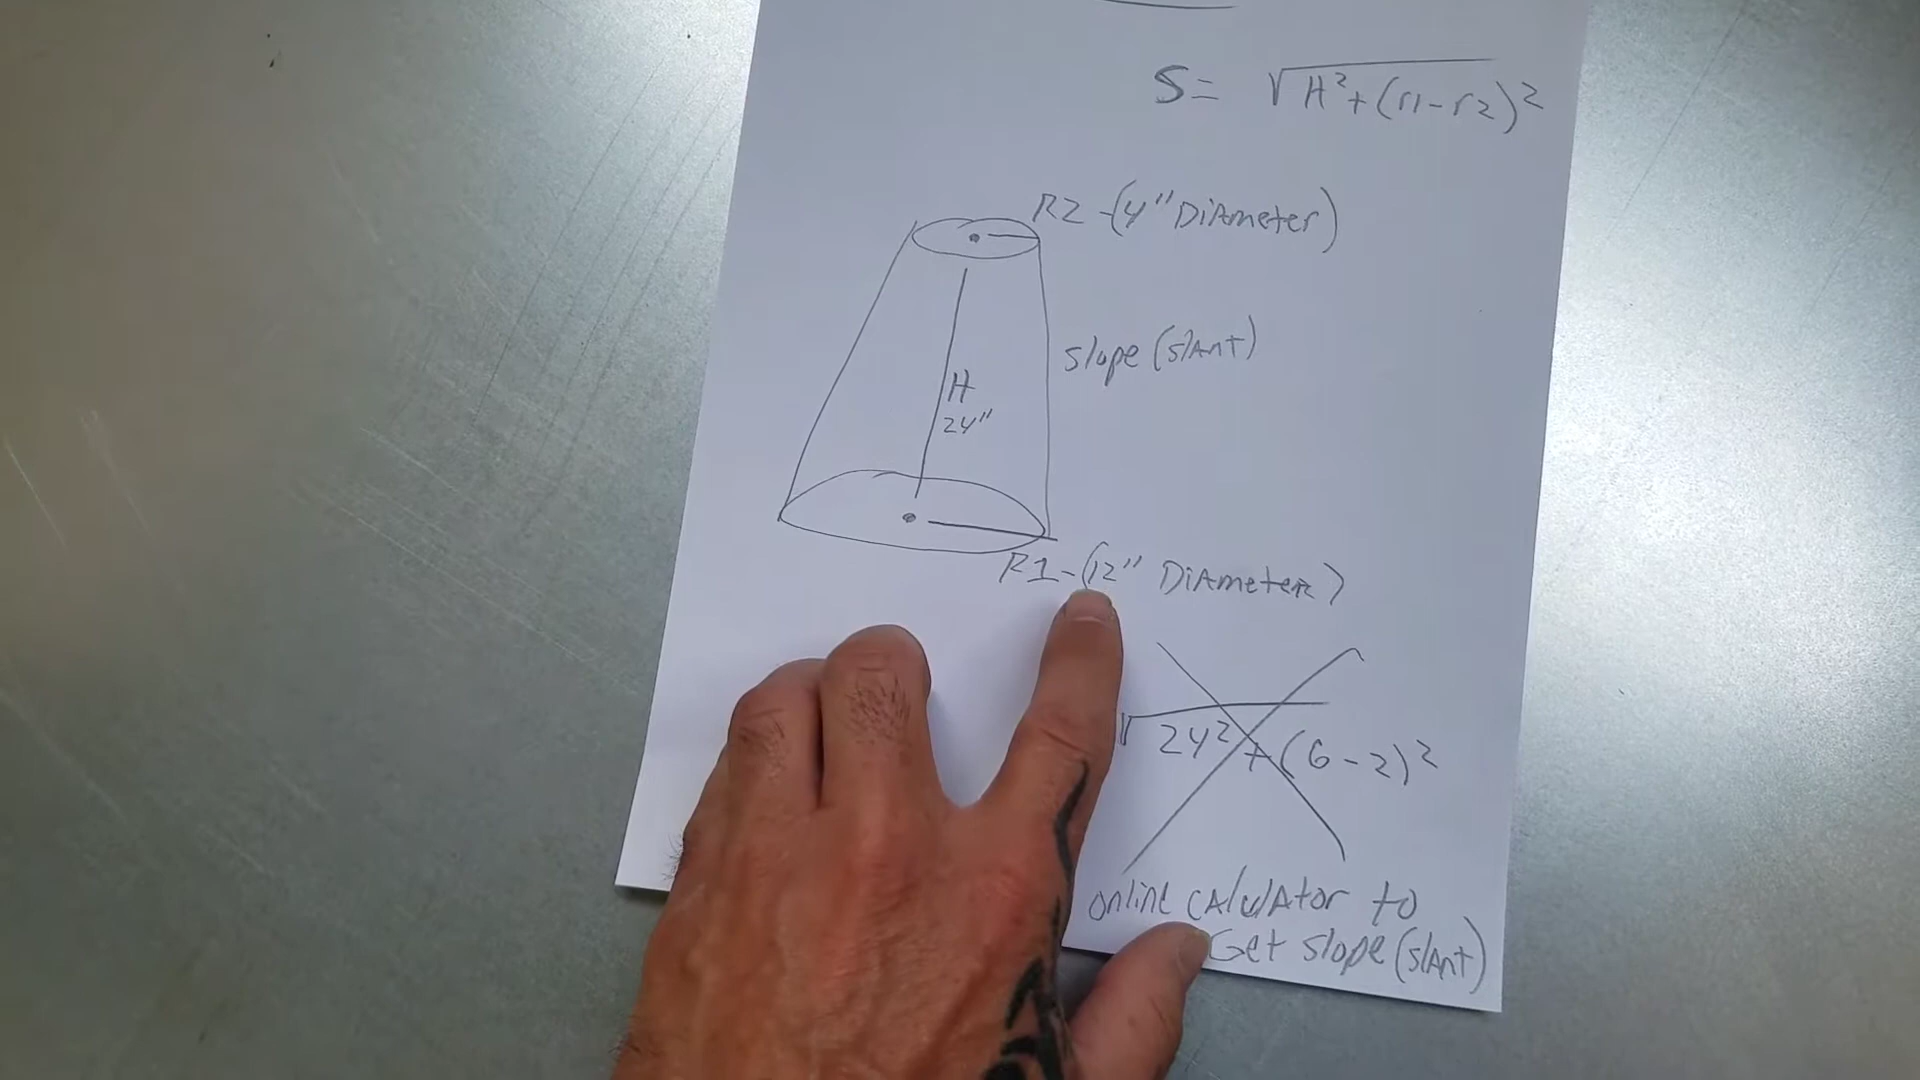 S = √H²+(r1-r2)²
R2 -(4" DiAmeter)
slope (slAnt)
H
24"
R1-(12" DiAmeter)
√24²+(6-2)²
online cAlculAtor to
Get slope (slAnt)